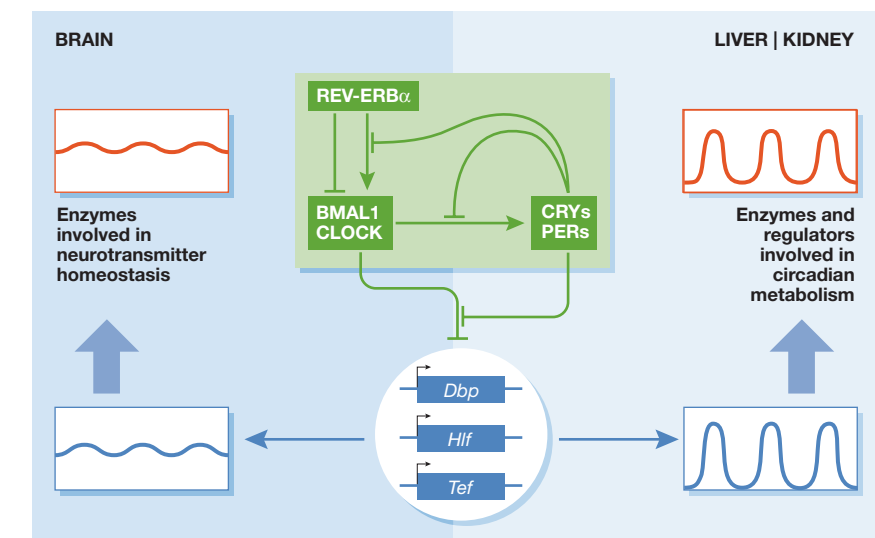 BRAIN
LIVER | KIDNEY
REV-ERBα
Enzymes
involved in
neurotransmitter
homeostasis
BMAL1
CLOCK
CRYs
PERs
Enzymes and
regulators
involved in
circadian
metabolism
Dbp
Hlf
Tef